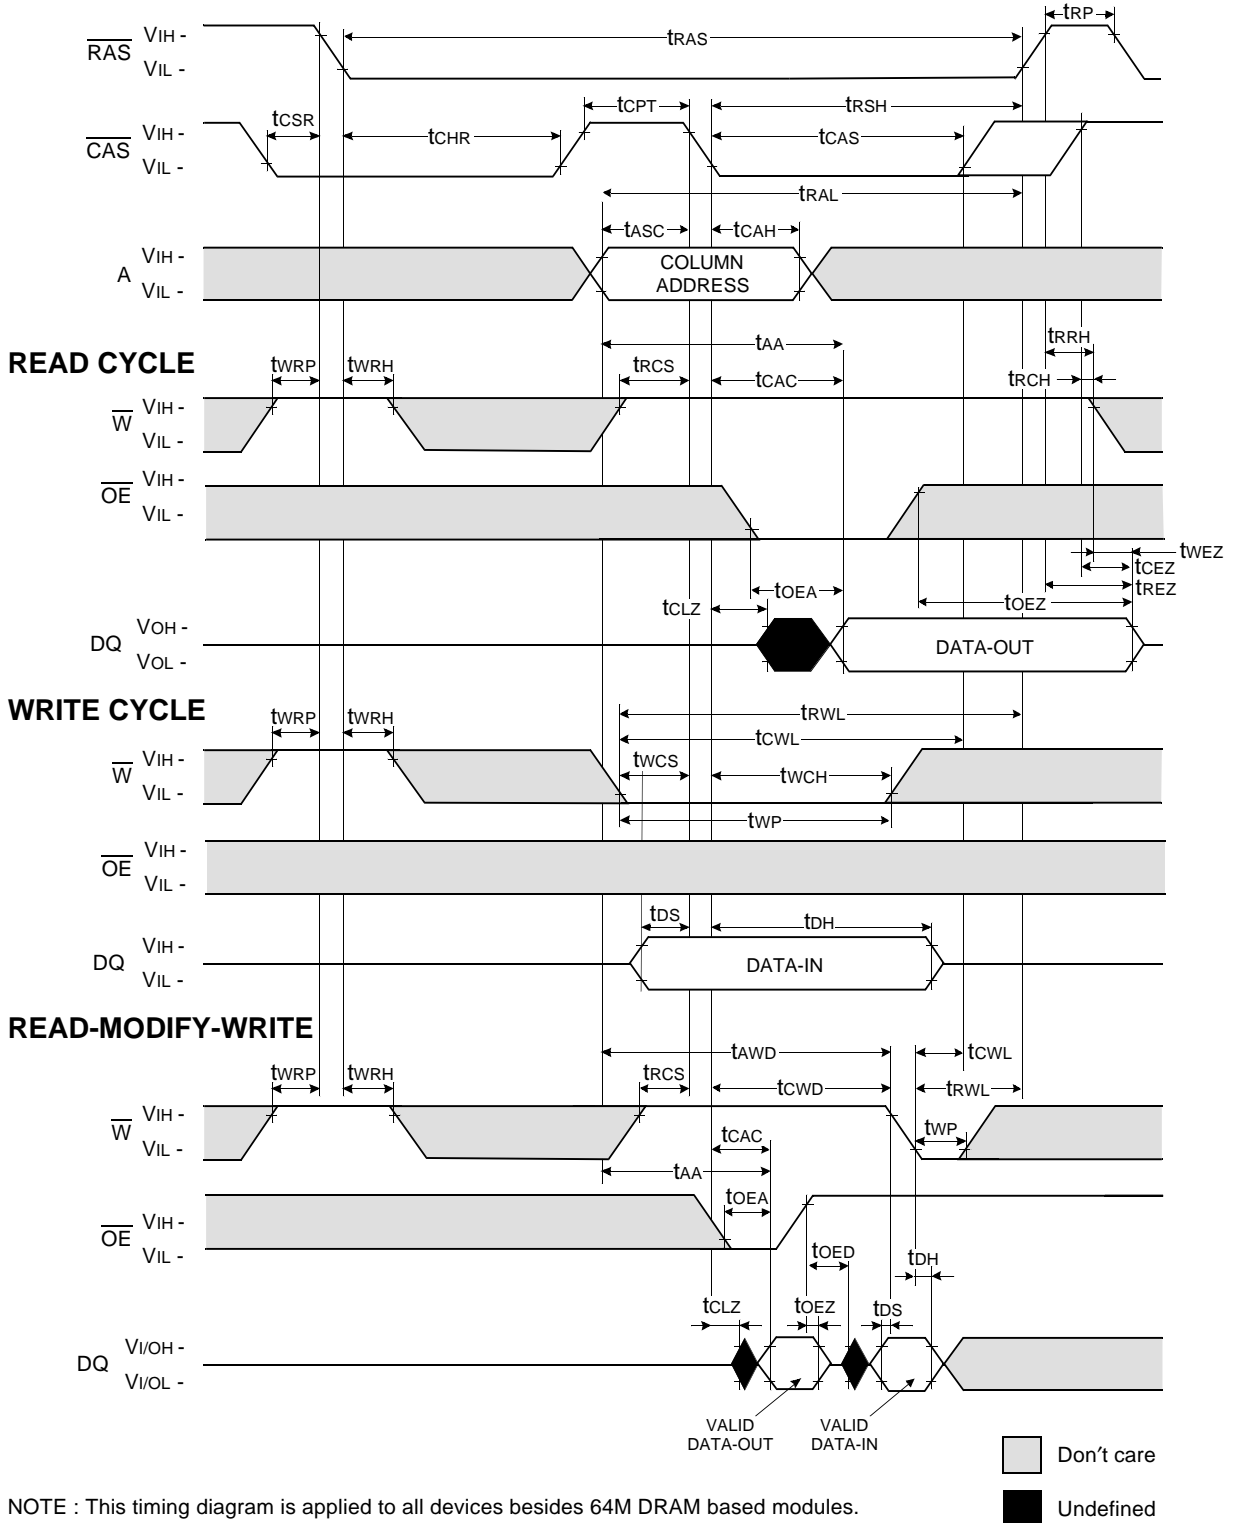 tRP
RAS VIH -
VIL -
tRAS
tCSR
tCHR
tCPT
tRSH
tCAS
CAS VIH -
VIL -
tRAL
tASC
tCAH
A VIH -
VIL -
COLUMN
ADDRESS
READ CYCLE
tAA
tRRH
tWRP
tWRH
tRCS
tCAC
tRCH
W VIH -
VIL -
OE VIH -
VIL -
tWEZ
tCEZ
tREZ
tOEA
tOEZ
tCLZ
DQ VOH -
VOL -
DATA-OUT
WRITE CYCLE
tWRP
tWRH
tRWL
tCWL
tWCS
tWCH
W VIH -
VIL -
tWP
OE VIH -
VIL -
tDS
tDH
DQ VIH -
VIL -
DATA-IN
READ-MODIFY-WRITE
tAWD
tCWL
tWRP
tWRH
tRCS
tCWD
tRWL
W VIH -
VIL -
tCAC
tWP
tAA
tOEA
OE VIH -
VIL -
tOED
tDH
tCLZ
tOEZ
tDS
DQ VI/OH -
VI/OL -
VALID
DATA-OUT
VALID
DATA-IN
Don′t care
NOTE : This timing diagram is applied to all devices besides 64M DRAM based modules.
Undefined